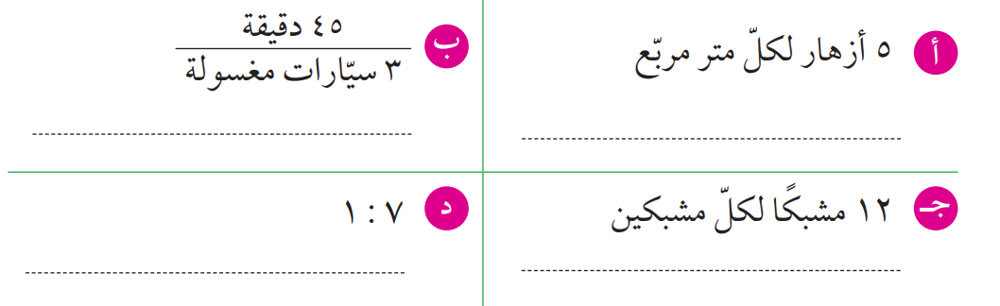 أ
٥ أزهار لكلّ متر مربّع
ب
٤٥ دقيقة
٣ سيّارات مغسولة
جـ
١٢ مشبكًا لكلّ مشبكين
د
٧ : ١